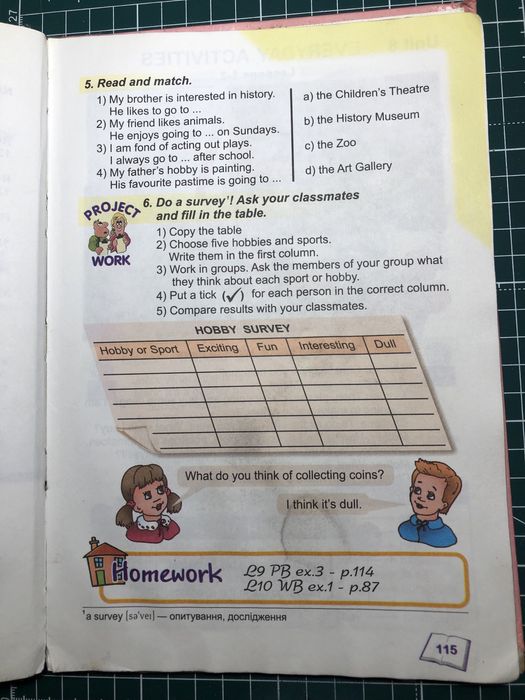 5. Read and match.
1) My brother is interested in history.
He likes to go to ...
2) My friend likes animals.
He enjoys going to ... on Sundays.
3) I am fond of acting out plays.
I always go to ... after school.
4) My father's hobby is painting.
His favourite pastime is going to ...
a) the Children's Theatre
b) the History Museum
c) the Zoo
d) the Art Gallery
PROJECT
WORK
6. Do a survey¹! Ask your classmates
and fill in the table.
1) Copy the table
2) Choose five hobbies and sports.
Write them in the first column.
3) Work in groups. Ask the members of your group what
they think about each sport or hobby.
4) Put a tick (✓) for each person in the correct column.
5) Compare results with your classmates.
HOBBY SURVEY
Hobby or Sport Exciting Fun Interesting Dull
What do you think of collecting coins?
I think it's dull.
Homework
L9 PB ex.3 - p.114
L10 WB ex.1 - p.87
¹a survey [sə'veɪ] — опитування, дослідження
115
27